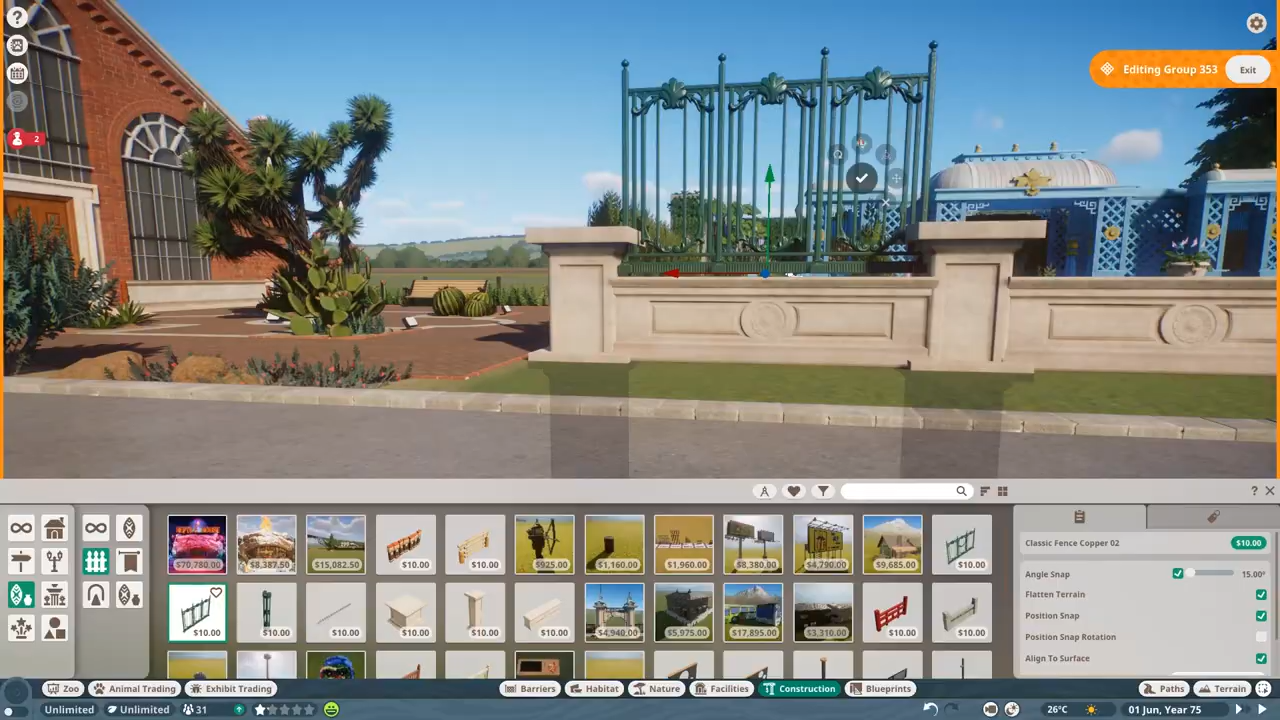 ?
Editing Group 353
Exit
2
? ×
$70,780.00
$8,387.50
$15,082.50
$10.00
$10.00
$925.00
$1,160.00
$1,960.00
$8,380.00
$4,790.00
$9,685.00
$10.00
$10.00
$10.00
$10.00
$10.00
$10.00
$10.00
$4,940.00
$5,975.00
$17,895.00
$3,310.00
$10.00
$10.00
Classic Fence Copper 02
$10.00
Angle Snap
15.00°
Flatten Terrain
Position Snap
Position Snap Rotation
Align To Surface
Zoo
Animal Trading
Exhibit Trading
Barriers
Habitat
Nature
Facilities
Construction
Blueprints
Paths
Terrain
Unlimited
Unlimited
31
26°C
01 Jun, Year 75